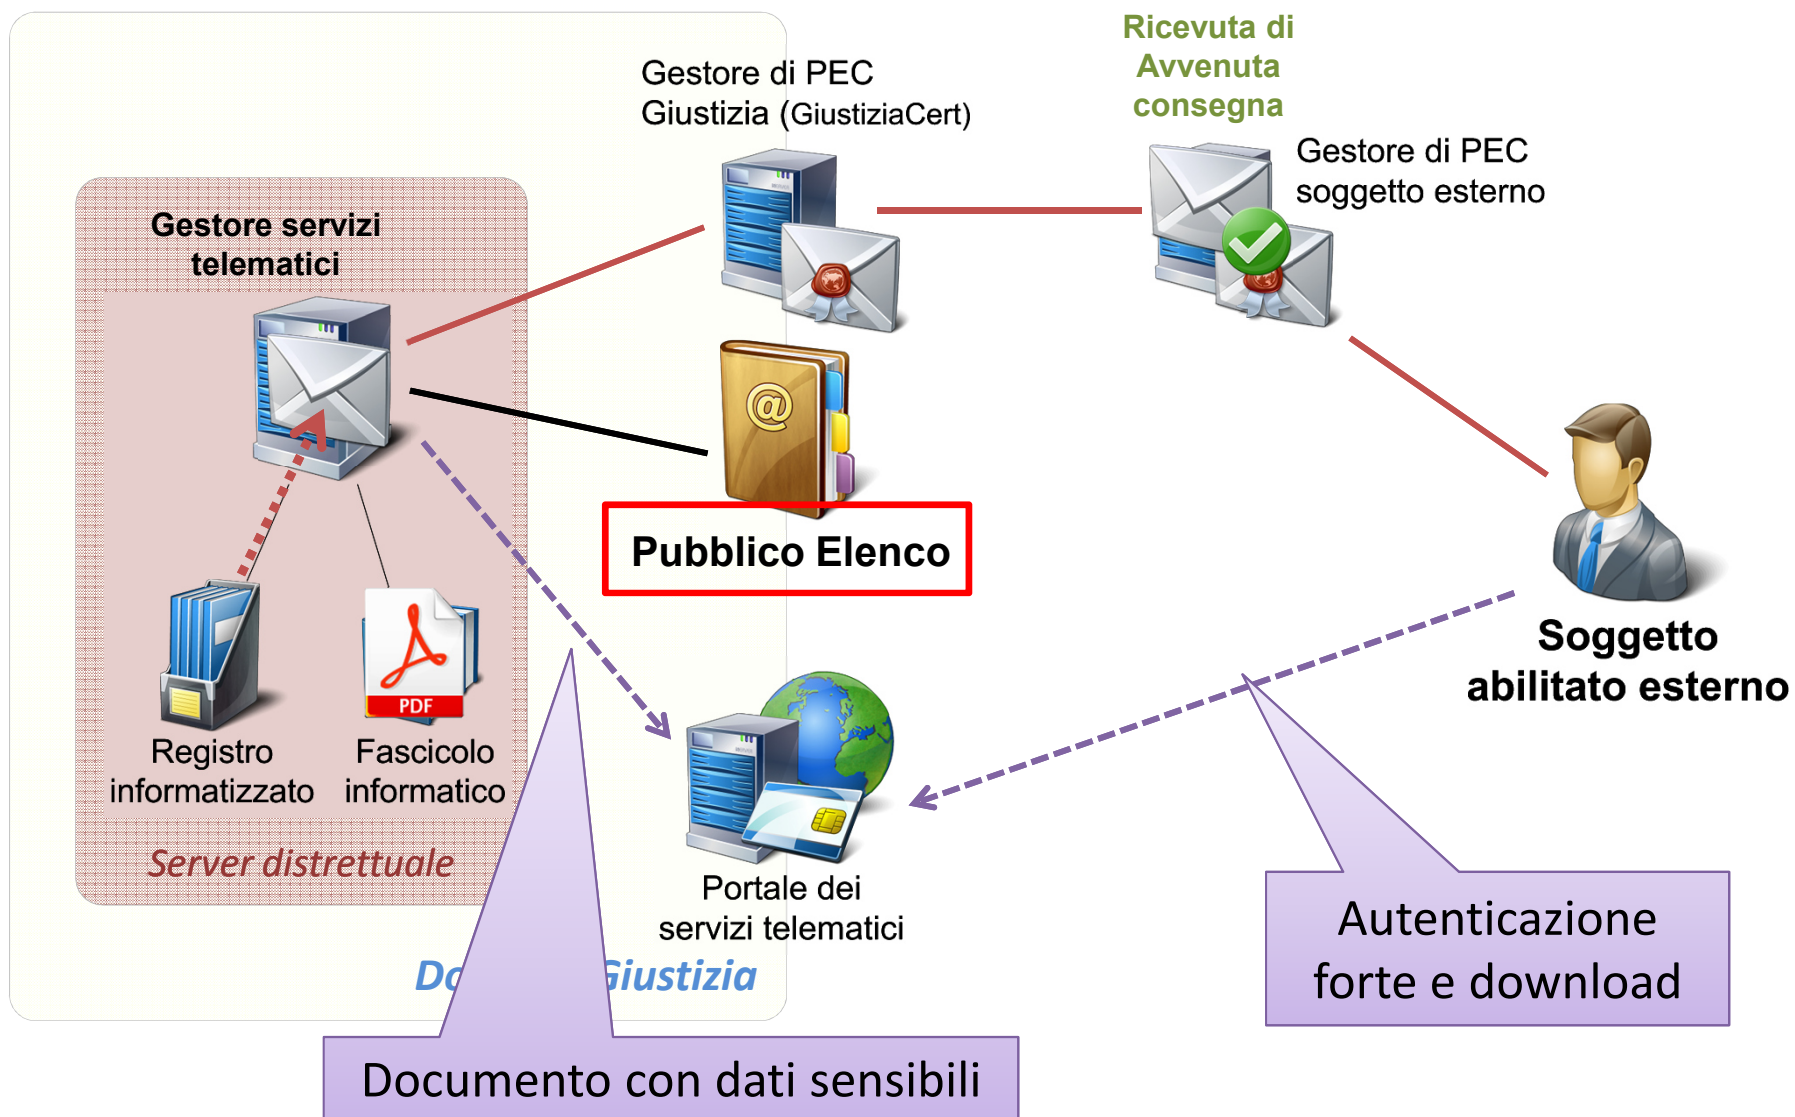 Ricevuta di
Avvenuta
consegna
Gestore di PEC
Giustizia (GiustiziaCert)
Gestore di PEC
soggetto esterno
Gestore servizi
telematici
@
Pubblico Elenco
Soggetto
abilitato esterno
PDF
Registro
informatizzato
Fascicolo
informatico
Server distrettuale
Portale dei
servizi telematici
Giustizia
Autenticazione
forte e download
Documento con dati sensibili